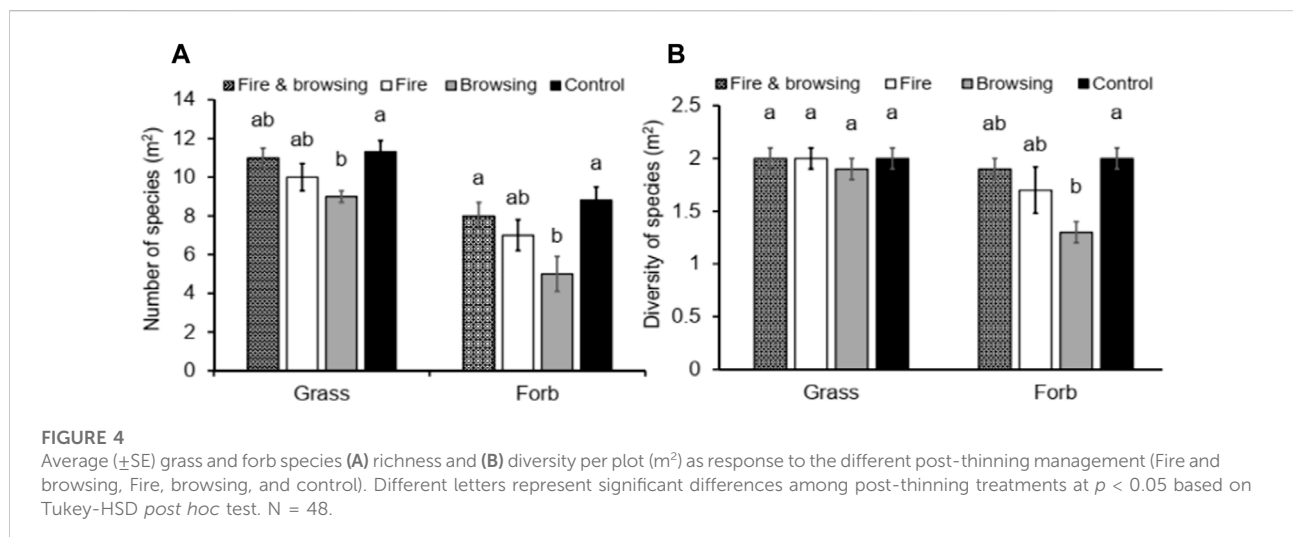 A
Fire & browsing Fire Browsing Control
Number of species (m²)
14
12
10
8
6
4
2
0
ab ab b a
a ab b a
Grass Forb
B
Fire & browsing Fire Browsing Control
Diversity of species (m²)
2.5
2
1.5
1
0.5
0
a a a a
ab ab b a
Grass Forb
FIGURE 4
Average (±SE) grass and forb species (A) richness and (B) diversity per plot (m²) as response to the different post-thinning management (Fire and
browsing, Fire, browsing, and control). Different letters represent significant differences among post-thinning treatments at p < 0.05 based on
Tukey-HSD post hoc test. N = 48.